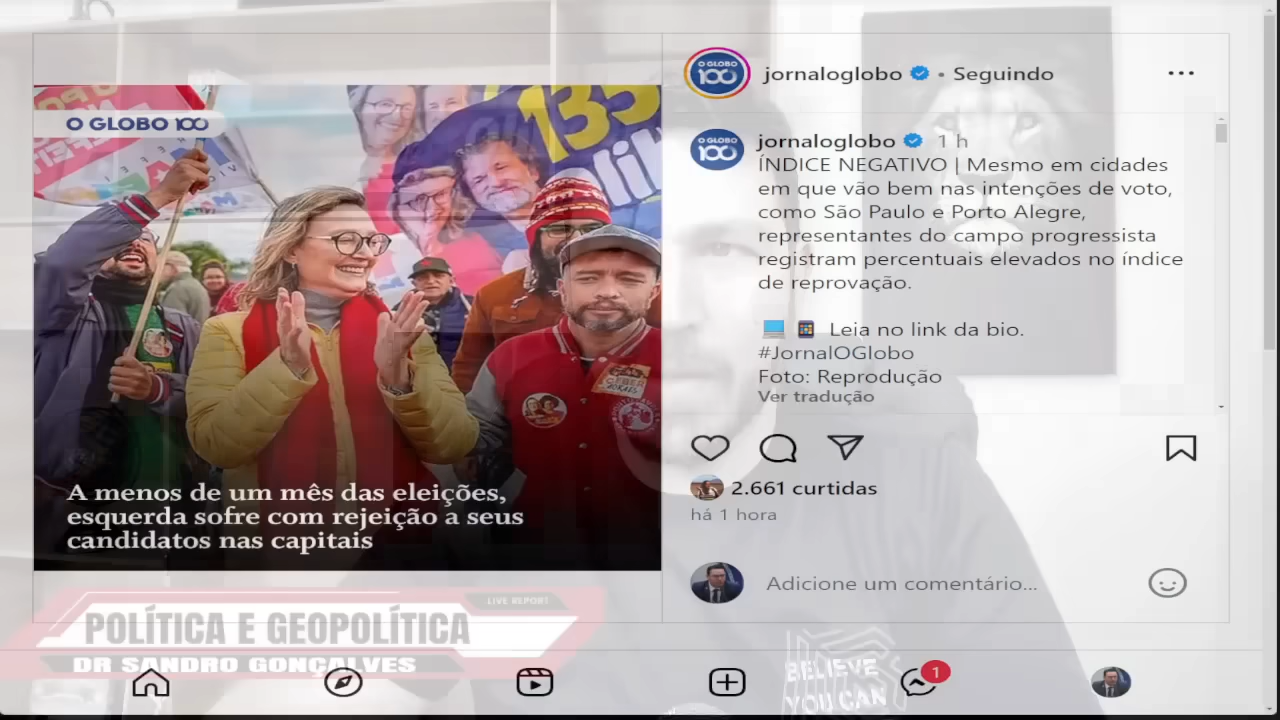 O GLOBO 100
135
A menos de um mês das eleições,
esquerda sofre com rejeição a seus
candidatos nas capitais
O GLOBO
100
jornaloglobo • Seguindo
O GLOBO
100
jornaloglobo 1 h
ÍNDICE NEGATIVO | Mesmo em cidades
em que vão bem nas intenções de voto,
como São Paulo e Porto Alegre,
representantes do campo progressista
registram percentuais elevados no índice
de reprovação.
Leia no link da bio.
#JornalOGlobo
Foto: Reprodução
Ver tradução
2.661 curtidas
há 1 hora
Adicione um comentário...
LIVE REPORT
POLÍTICA E GEOPOLÍTICA
DR SANDRO GONÇALVES
BELIEVE
YOU CAN
1